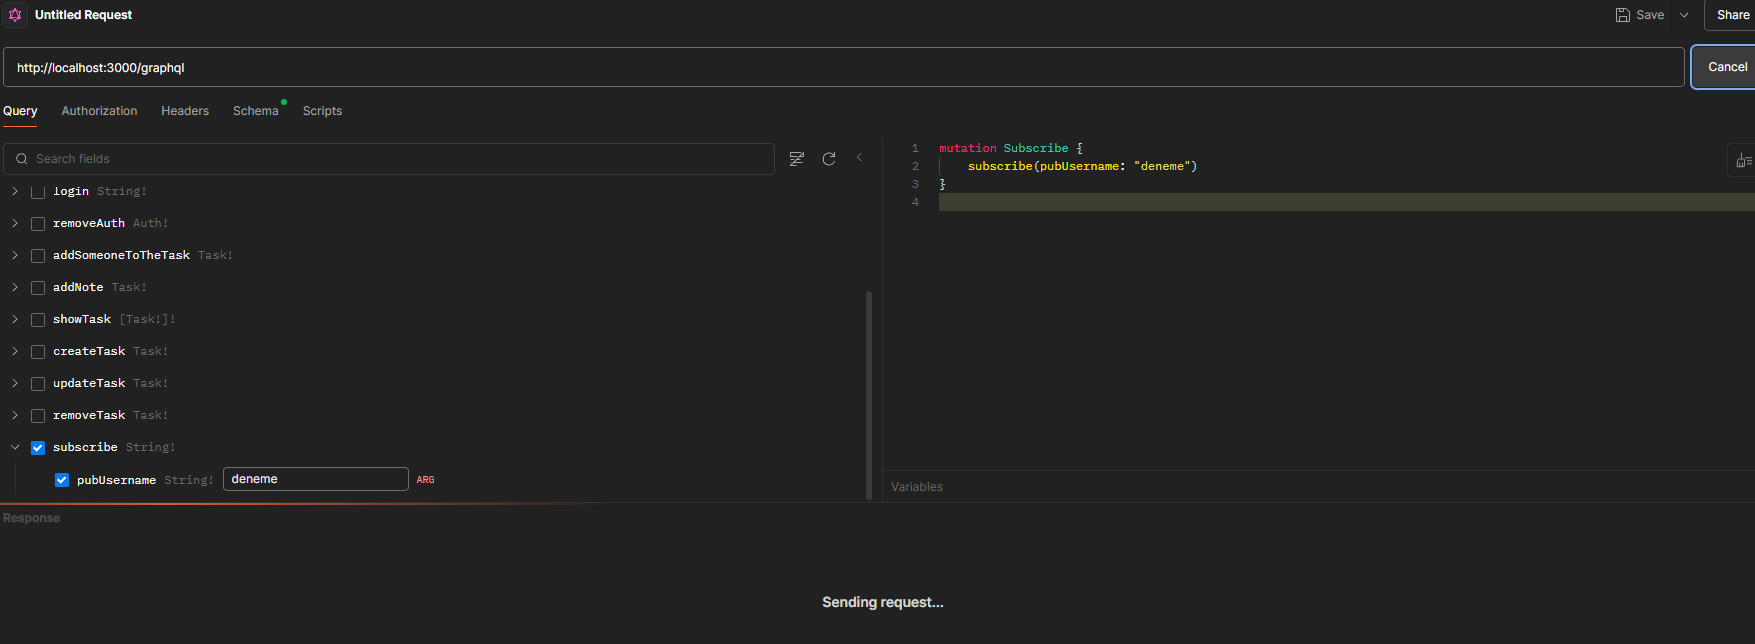 Untitled Request
Save
Share
http://localhost:3000/graphql
Cancel
Query Authorization Headers Schema Scripts
Search fields
login String!
removeAuth Auth!
addSomeoneToTheTask Task!
addNote Task!
showTask [Task!]!
createTask Task!
updateTask Task!
removeTask Task!
subscribe String!
pubUsername String! deneme ARG
1 mutation Subscribe {
2 subscribe(pubUsername: "deneme")
3 }
4
Variables
Response
Sending request...